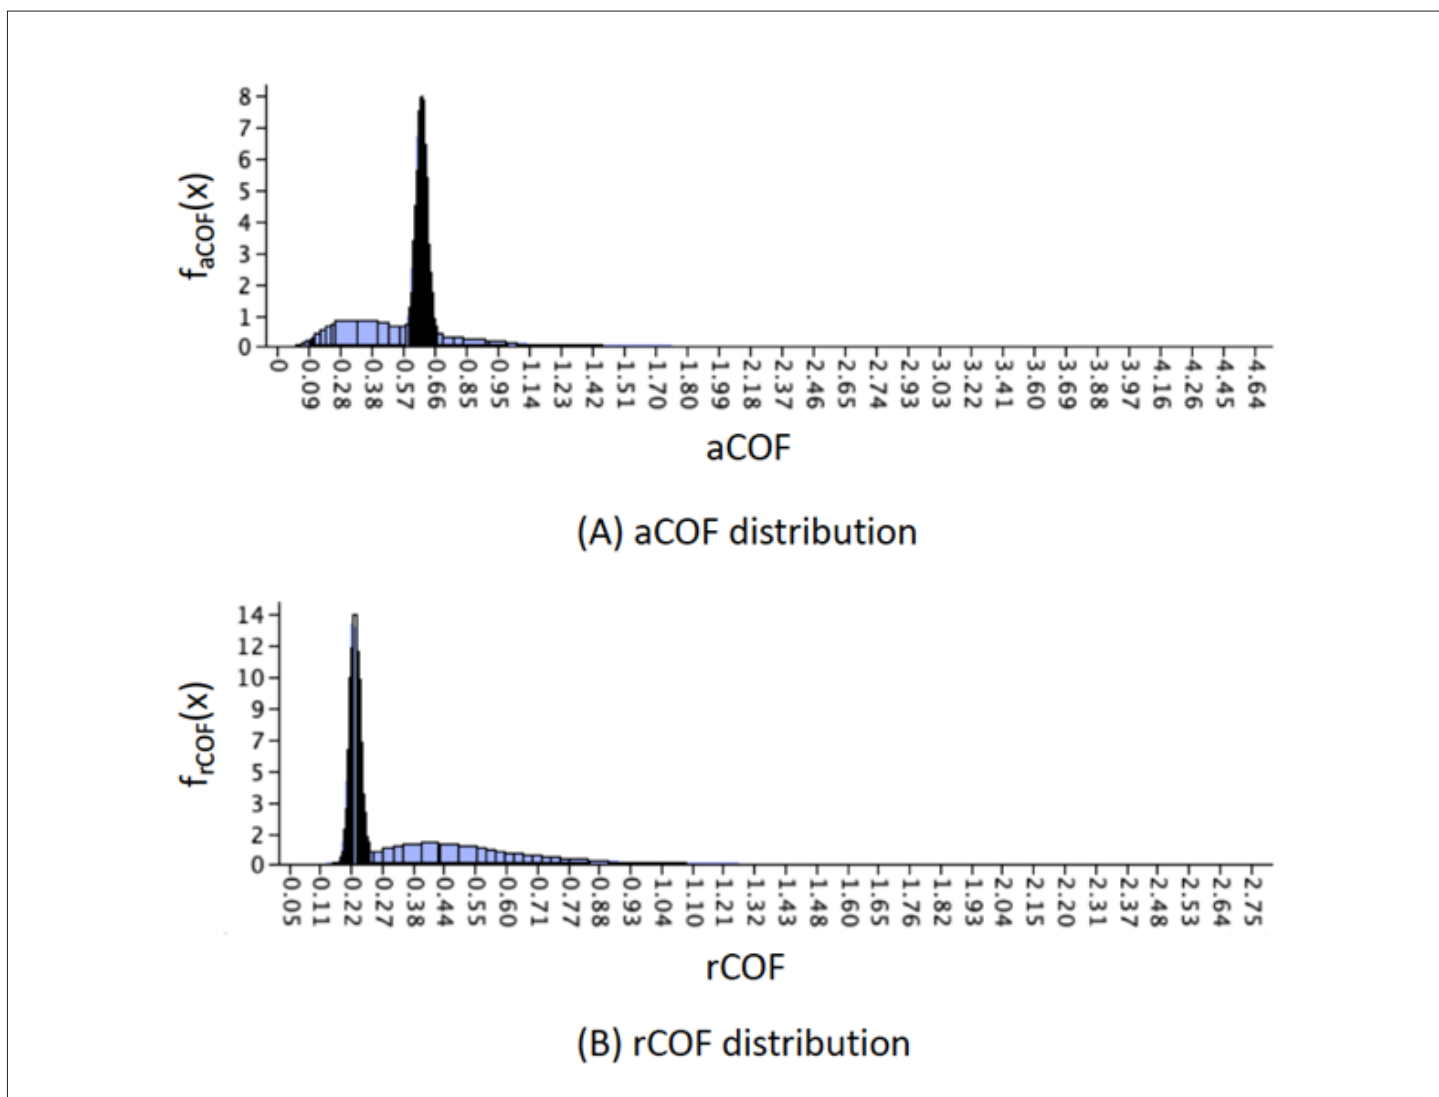 8
7
6
5
4
3
2
1
0
f_aCOF(x)
0 0.09 0.28 0.38 0.57 0.66 0.85 0.95 1.14 1.23 1.42 1.51 1.70 1.80 1.99 2.18 2.37 2.46 2.65 2.74 2.93 3.03 3.22 3.41 3.60 3.69 3.88 3.97 4.16 4.26 4.45 4.64
aCOF
(A) aCOF distribution
14
12
10
9
7
5
3
2
0
f_rCOF(x)
0.05 0.11 0.22 0.27 0.38 0.44 0.55 0.60 0.71 0.77 0.88 0.93 1.04 1.10 1.21 1.32 1.43 1.48 1.60 1.65 1.76 1.82 1.93 2.04 2.15 2.20 2.31 2.37 2.48 2.53 2.64 2.75
rCOF
(B) rCOF distribution